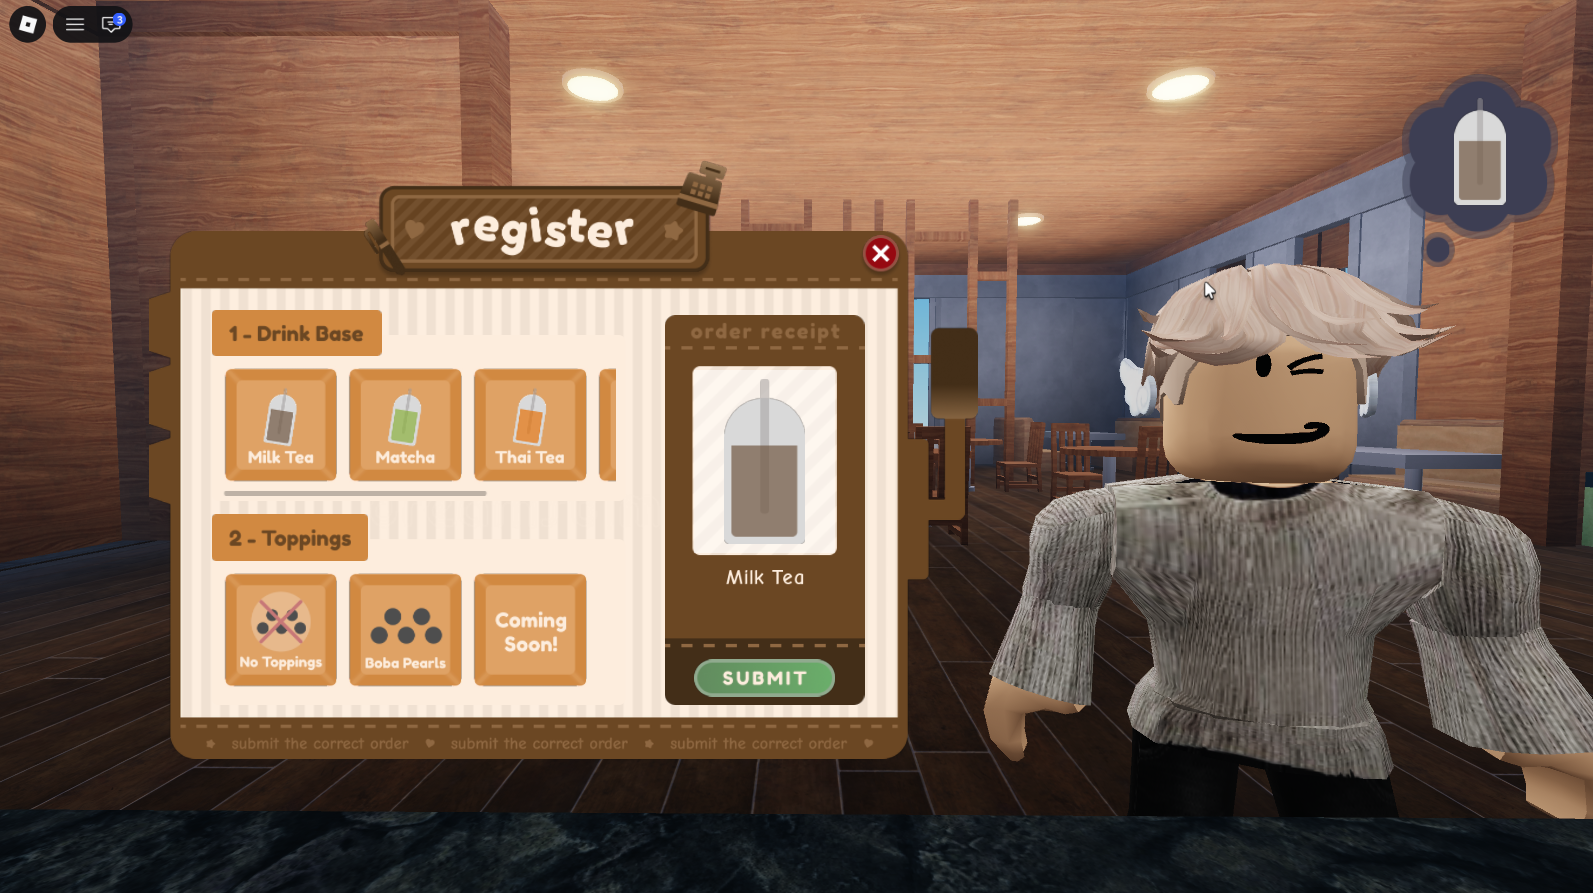 3
register
1 - Drink Base
Milk Tea
Matcha
Thai Tea
2 - Toppings
No Toppings
Boba Pearls
Coming
Soon!
order receipt
Milk Tea
SUBMIT
submit the correct order
submit the correct order
submit the correct order